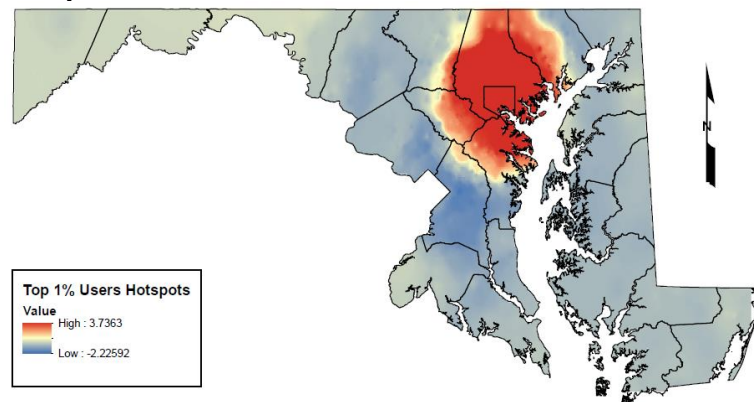 N
Top 1% Users Hotspots
Value
High : 3.7363
Low : -2.22592